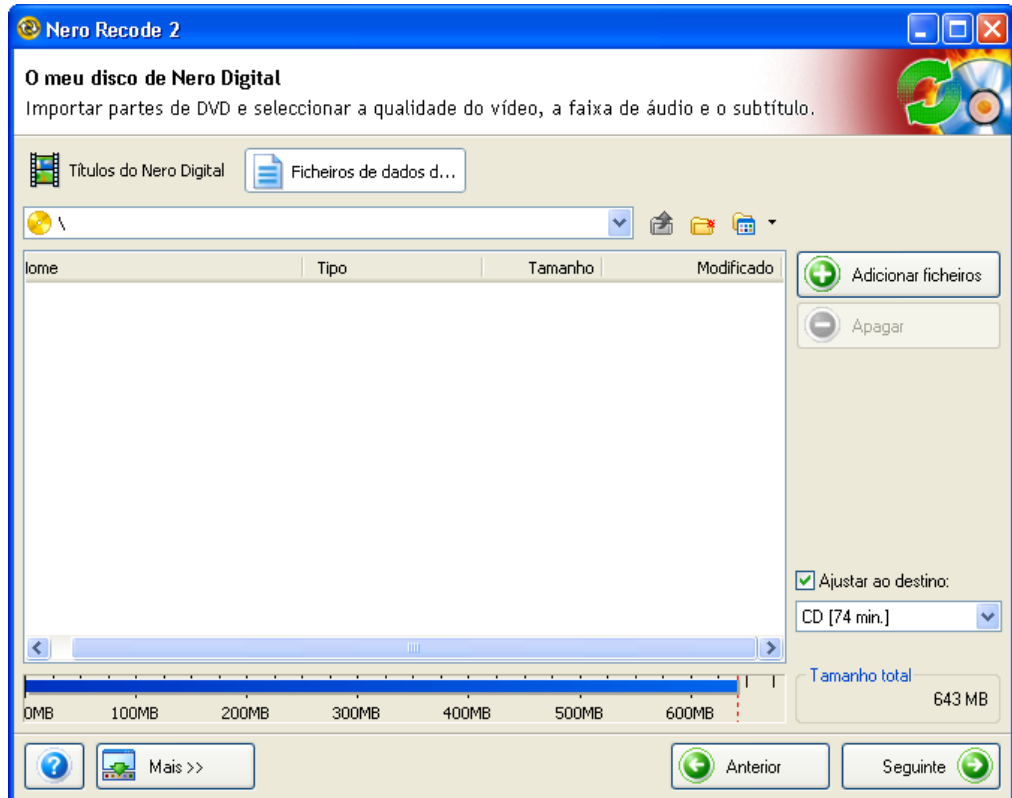 Nero Recode 2
O meu disco de Nero Digital
Importar partes de DVD e seleccionar a qualidade do vídeo, a faixa de áudio e o subtítulo.
Títulos do Nero Digital
Ficheiros de dados d...
\
lome Tipo Tamanho Modificado
Adicionar ficheiros
Apagar
Ajustar ao destino:
CD [74 min.]
Tamanho total
643 MB
0MB 100MB 200MB 300MB 400MB 500MB 600MB
Mais >>
Anterior
Seguinte